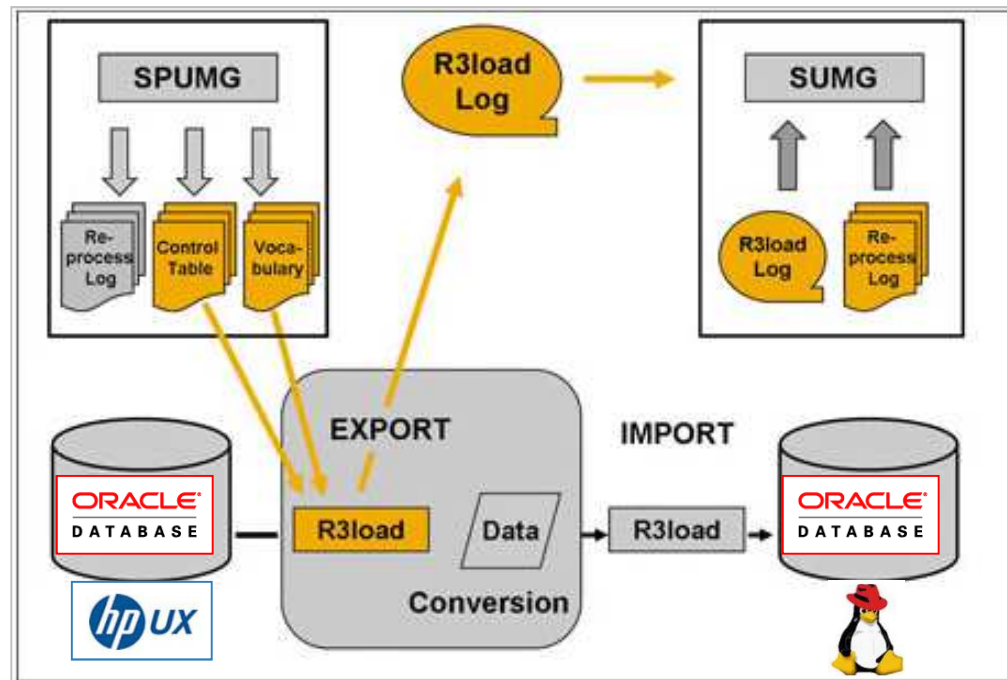 SPUMG
Re-
process
Log
Control
Table
Voca-
bulary
R3load
Log
SUMG
R3load
Log
Re-
process
Log
EXPORT
IMPORT
ORACLE®
DATABASE
R3load
Data
R3load
ORACLE®
DATABASE
Conversion
hp UX